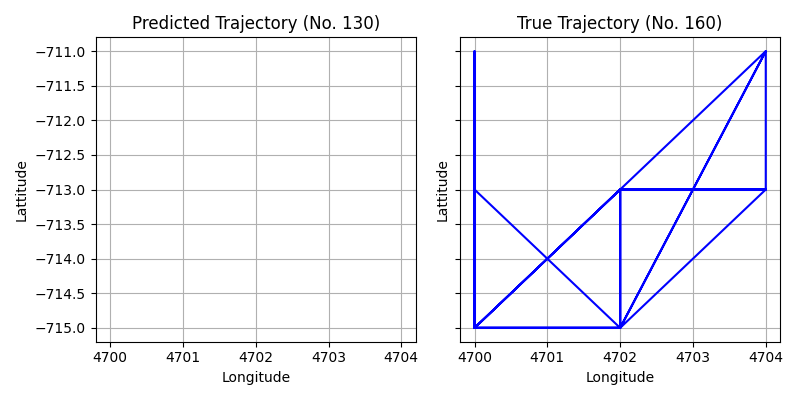 Predicted Trajectory (No. 130)
True Trajectory (No. 160)
Lattitude
−711.0
−711.5
−712.0
−712.5
−713.0
−713.5
−714.0
−714.5
−715.0
4700 4701 4702 4703 4704
Longitude
Lattitude
4700 4701 4702 4703 4704
Longitude